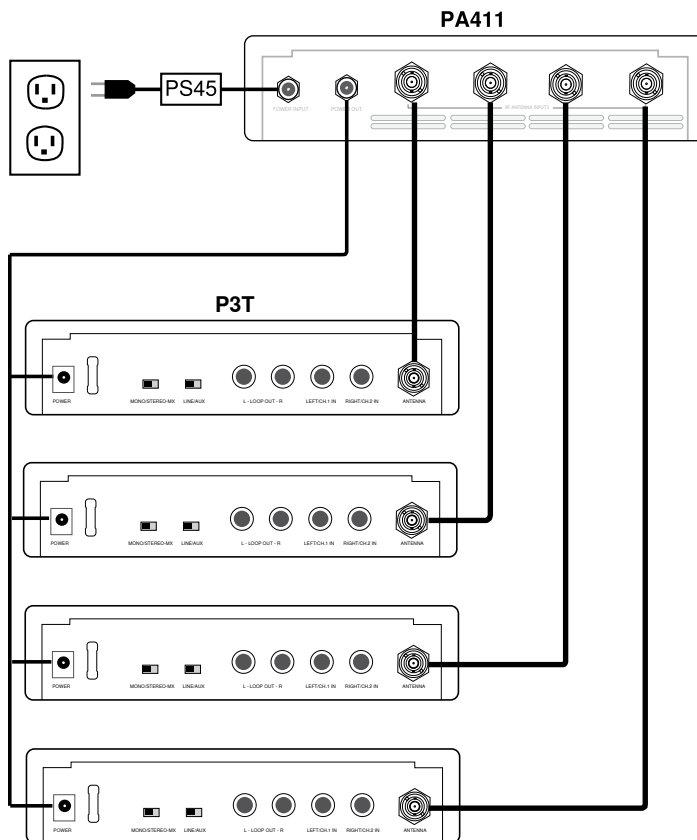 PA411
PS45
POWER INPUT
POWER OUT
RF ANTENNA INPUTS
P3T
POWER MONO/STEREO-MX LINE/AUX L - LOOP OUT - R LEFT/CH.1 IN RIGHT/CH.2 IN ANTENNA
POWER MONO/STEREO-MX LINE/AUX L - LOOP OUT - R LEFT/CH.1 IN RIGHT/CH.2 IN ANTENNA
POWER MONO/STEREO-MX LINE/AUX L - LOOP OUT - R LEFT/CH.1 IN RIGHT/CH.2 IN ANTENNA
POWER MONO/STEREO-MX LINE/AUX L - LOOP OUT - R LEFT/CH.1 IN RIGHT/CH.2 IN ANTENNA